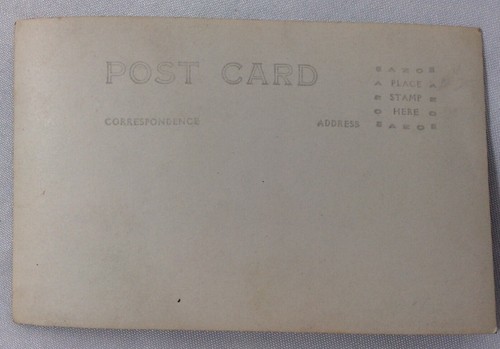 POST CARD
PLACE
STAMP
HERE
CORRESPONDENCE
ADDRESS